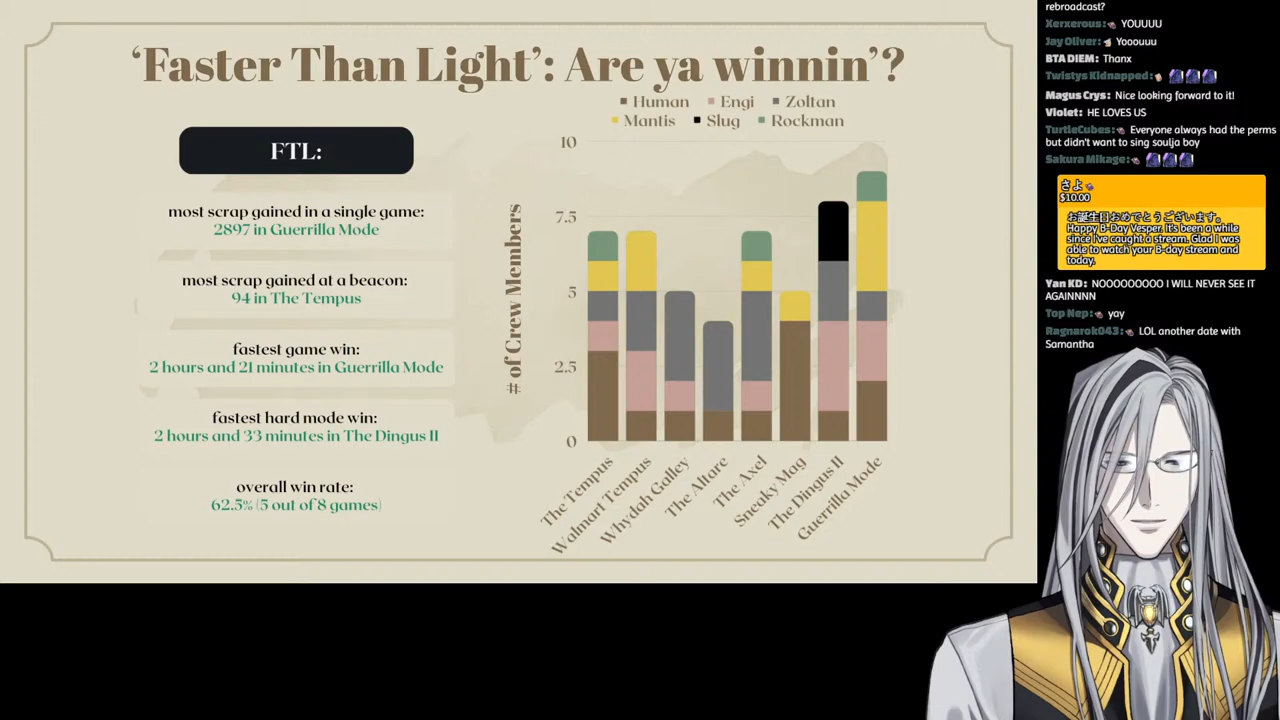 ‘Faster Than Light’: Are ya winnin’?
FTL:
most scrap gained in a single game:
2897 in Guerrilla Mode
most scrap gained at a beacon:
94 in The Tempus
fastest game win:
2 hours and 21 minutes in Guerrilla Mode
fastest hard mode win:
2 hours and 33 minutes in The Dingus II
overall win rate:
62.5% (5 out of 8 games)
Human Engi Zoltan
Mantis Slug Rockman
# of Crew Members
10
7.5
5
2.5
0
The Tempus
Walmart Tempus
Whydah Galley
The Altare
The Axel
Sneaky Mag
The Dingus II
Guerrilla Mode
rebroadcast?
Xerxerous: YOUUUU
Jay Oliver: Yooouuu
BTA DIEM: Thanx
Twistys Kidnapped:
Magus Crys: Nice looking forward to it!
Violet: HE LOVES US
TurtleCubes: Everyone always had the perms
but didn't want to sing soulja boy
Sakura Mikage:
さよ
$10.00
お誕生日おめでとうございます。
Happy B-Day Vesper. It's been a while
since I've caught a stream. Glad I was
able to watch your B-day stream and
today.
Yan KD: NOOOOOOOOO I WILL NEVER SEE IT
AGAINNNN
Top Nep: yay
Ragnarok043: LOL another date with
Samantha